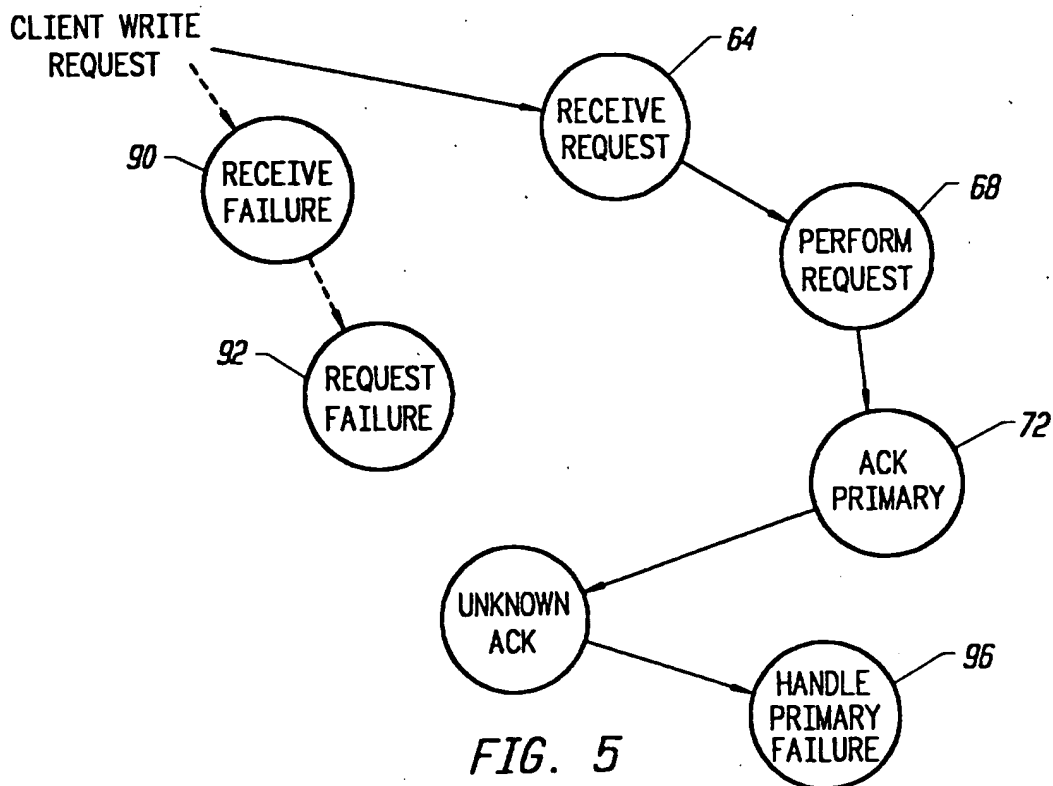 CLIENT WRITE
REQUEST
64
RECEIVE
REQUEST
90
RECEIVE
FAILURE
68
PERFORM
REQUEST
92
REQUEST
FAILURE
72
ACK
PRIMARY
UNKNOWN
ACK
96
HANDLE
PRIMARY
FAILURE
FIG. 5